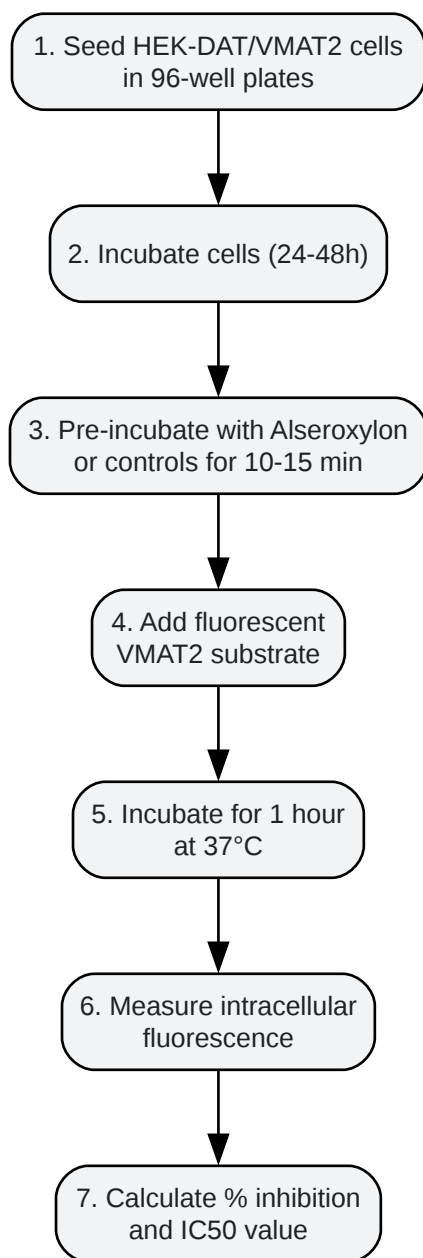 1. Seed HEK-DAT/VMAT2 cells
in 96-well plates
2. Incubate cells (24-48h)
3. Pre-incubate with Alseroxylon
or controls for 10-15 min
4. Add fluorescent
VMAT2 substrate
5. Incubate for 1 hour
at 37°C
6. Measure intracellular
fluorescence
7. Calculate % inhibition
and IC50 value